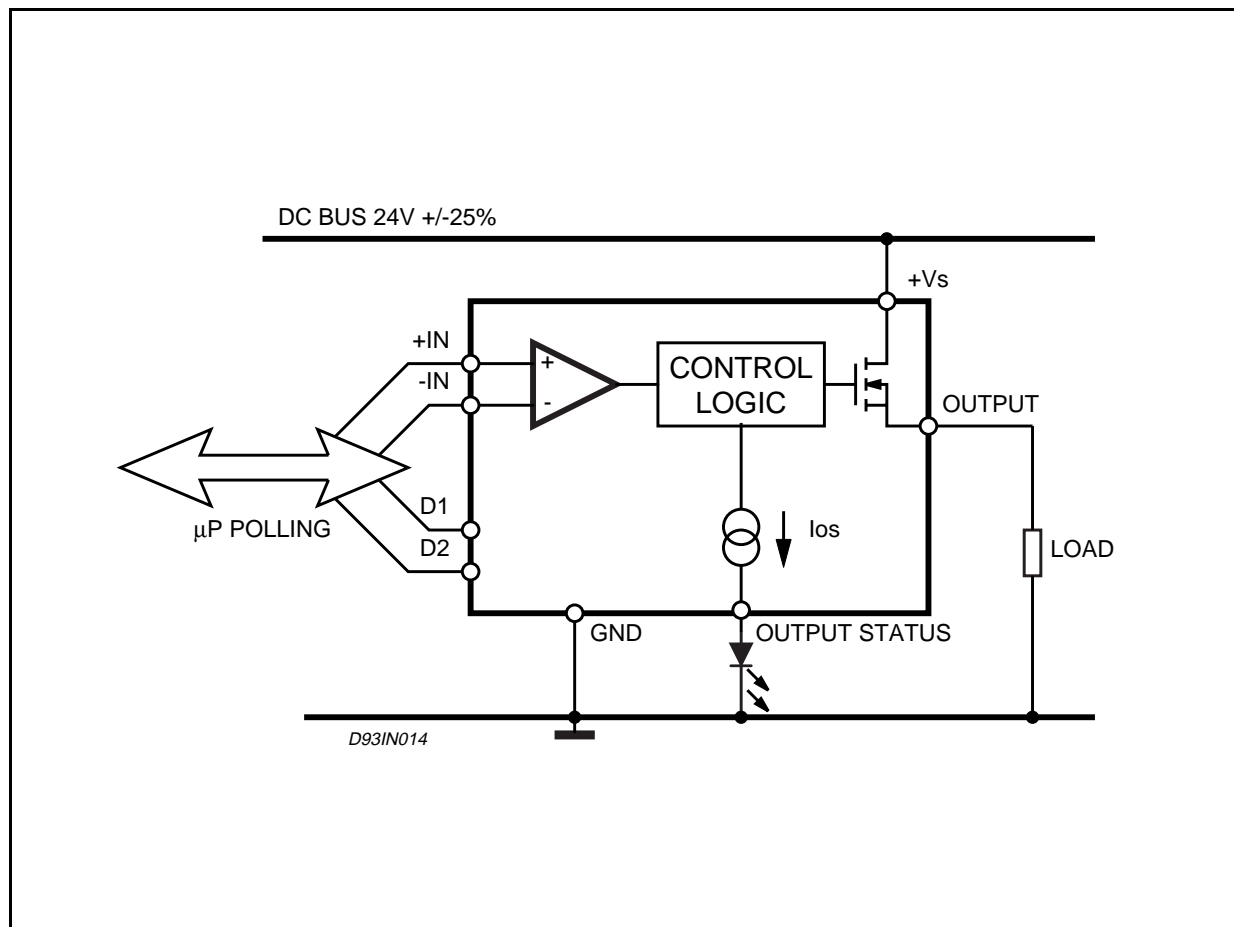 DC BUS 24V +/-25%
+Vs
+IN
-IN
+
-
CONTROL
LOGIC
OUTPUT
D1
D2
µP POLLING
Ios
LOAD
GND
OUTPUT STATUS
D93IN014